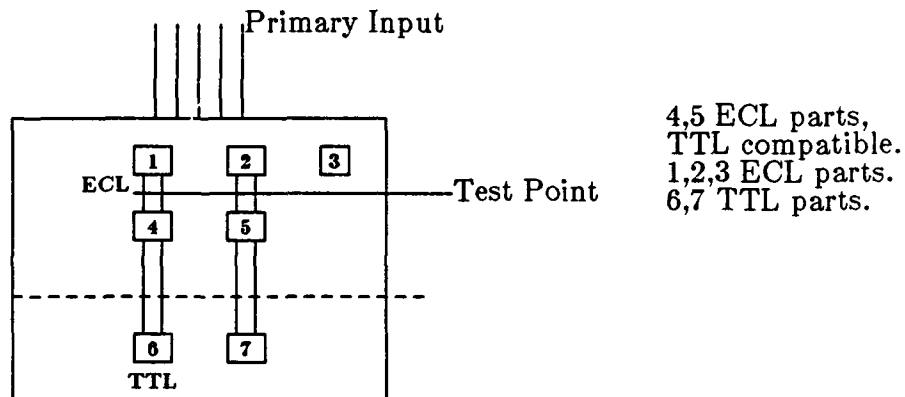 Primary Input
4,5 ECL parts,
TTL compatible.
1,2,3 ECL parts.
6,7 TTL parts.
1
2
3
ECL
Test Point
4
5
6
7
TTL